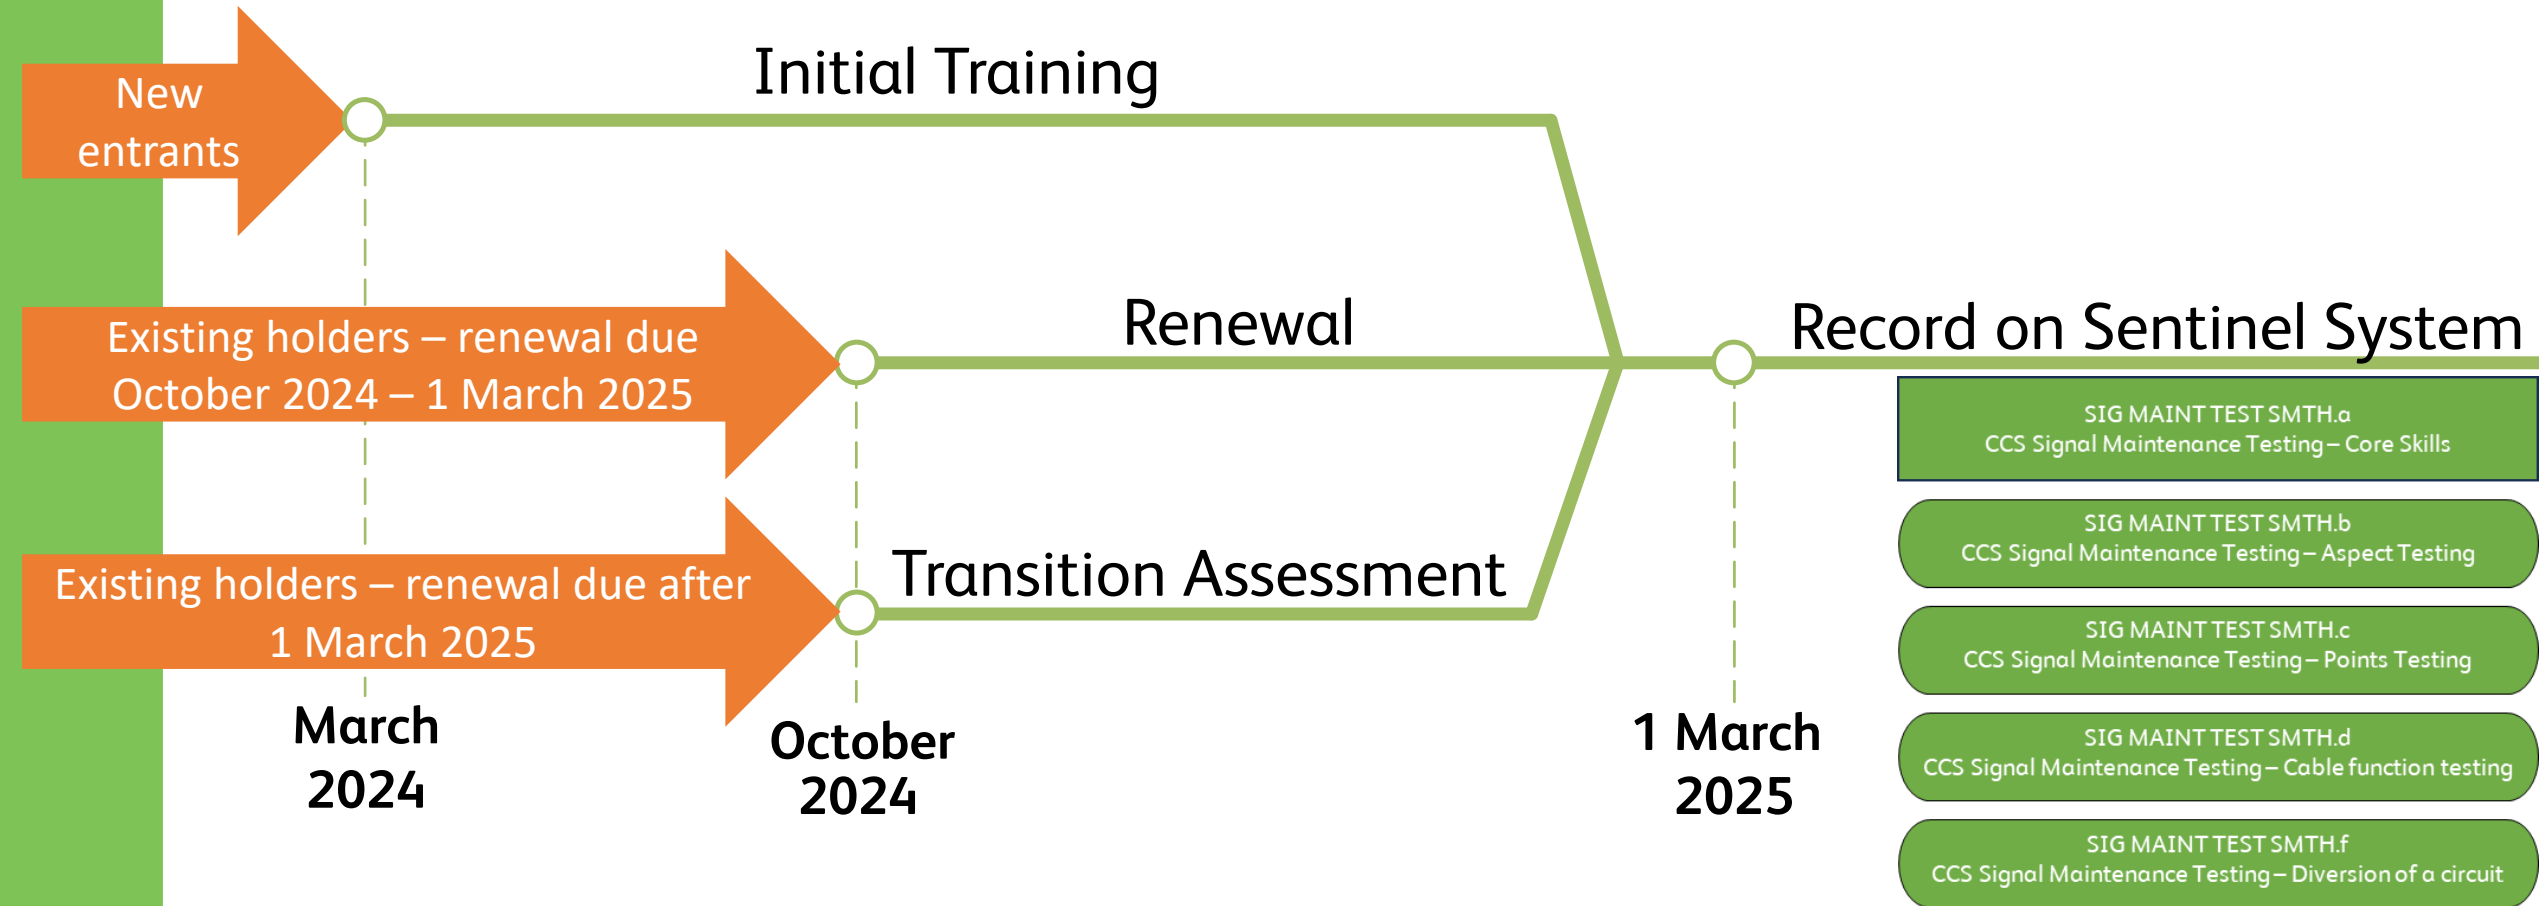 New
entrants
Initial Training
Existing holders – renewal due
October 2024 – 1 March 2025
Renewal
Record on Sentinel System
SIG MAINT TEST SMTH.a
CCS Signal Maintenance Testing – Core Skills
SIG MAINT TEST SMTH.b
CCS Signal Maintenance Testing – Aspect Testing
SIG MAINT TEST SMTH.c
CCS Signal Maintenance Testing – Points Testing
SIG MAINT TEST SMTH.d
CCS Signal Maintenance Testing – Cable function testing
SIG MAINT TEST SMTH.f
CCS Signal Maintenance Testing – Diversion of a circuit
Existing holders – renewal due after
1 March 2025
Transition Assessment
March
2024
October
2024
1 March
2025